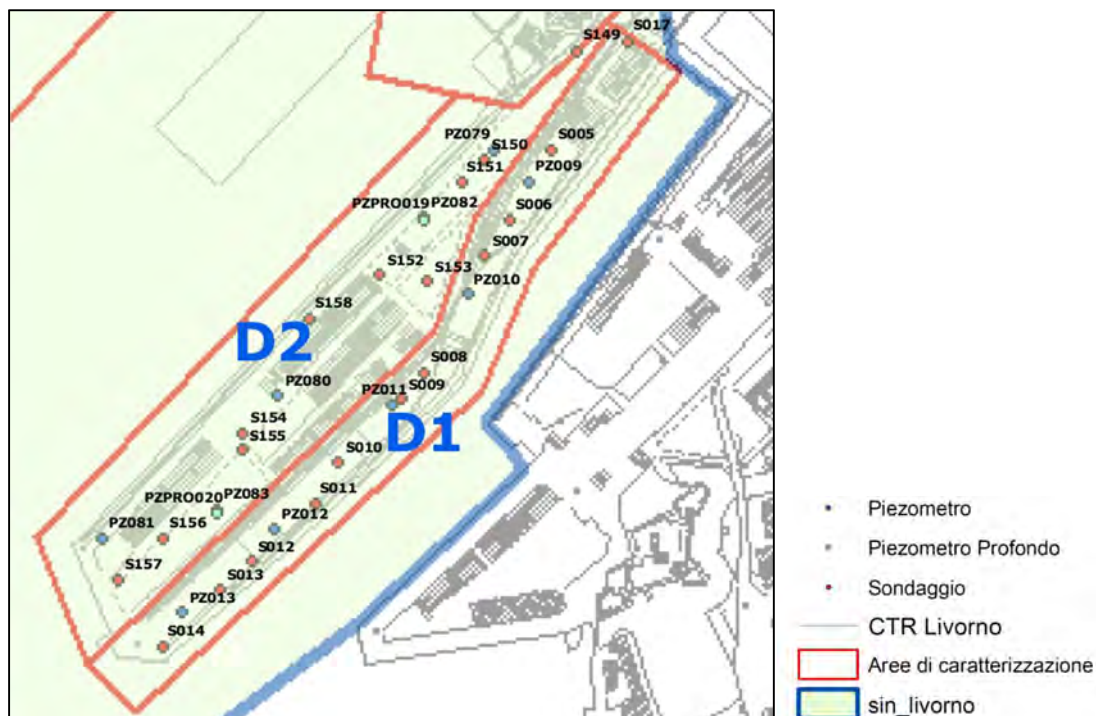 S017
S149
PZ079
S150
S005
S151
PZ009
PZPRO019
PZ082
S006
S007
S152
S153
PZ010
S158
D2
S008
PZ080
PZ011
S009
D1
S154
S155
S010
PZPRO020
PZ083
S011
PZ081
S156
PZ012
S012
S157
S013
PZ013
S014
Piezometro
Piezometro Profondo
Sondaggio
CTR Livorno
Aree di caratterizzazione
sin_livorno